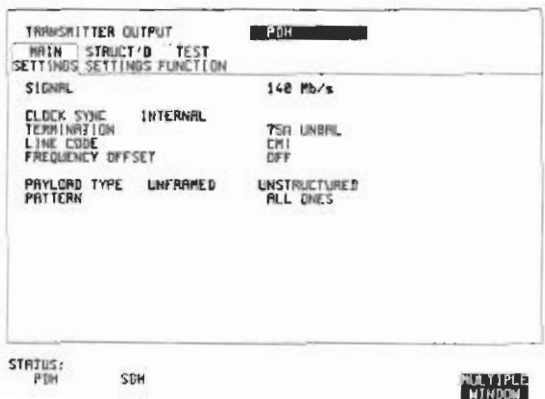 TRANSMITTER OUTPUT PDH
MAIN STRUCT'D TEST
SETTINGS SETTINGS FUNCTION
SIGNAL 140 Mb/s
CLOCK SYNC INTERNAL
TERMINATION 75Ω UNBAL
LINE CODE CMI
FREQUENCY OFFSET OFF
PAYLOAD TYPE UNFRAMED UNSTRUCTURED
PATTERN ALL ONES
STATUS:
PDH SDH MULTIPLE
WINDOW